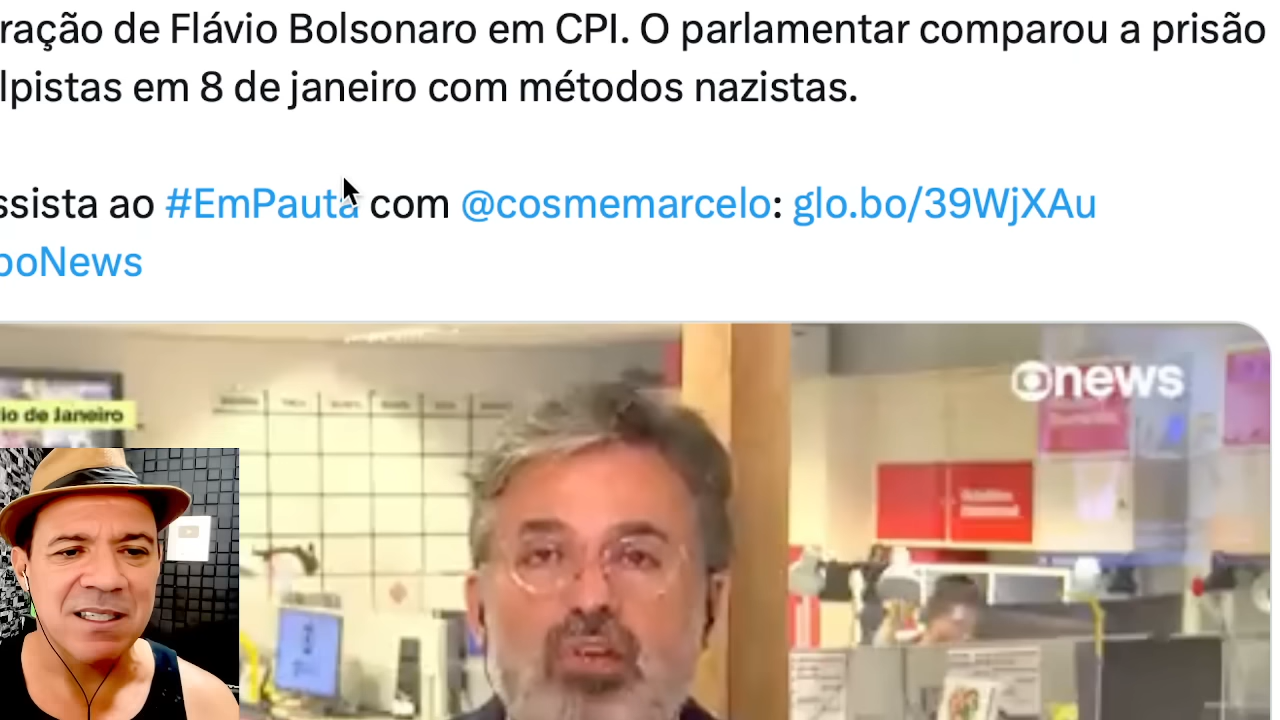 ração de Flávio Bolsonaro em CPI. O parlamentar comparou a prisão
lpistas em 8 de janeiro com métodos nazistas.
ssista ao #EmPauta com @cosmemarcelo: glo.bo/39WjXAu
boNews
news
io de Janeiro